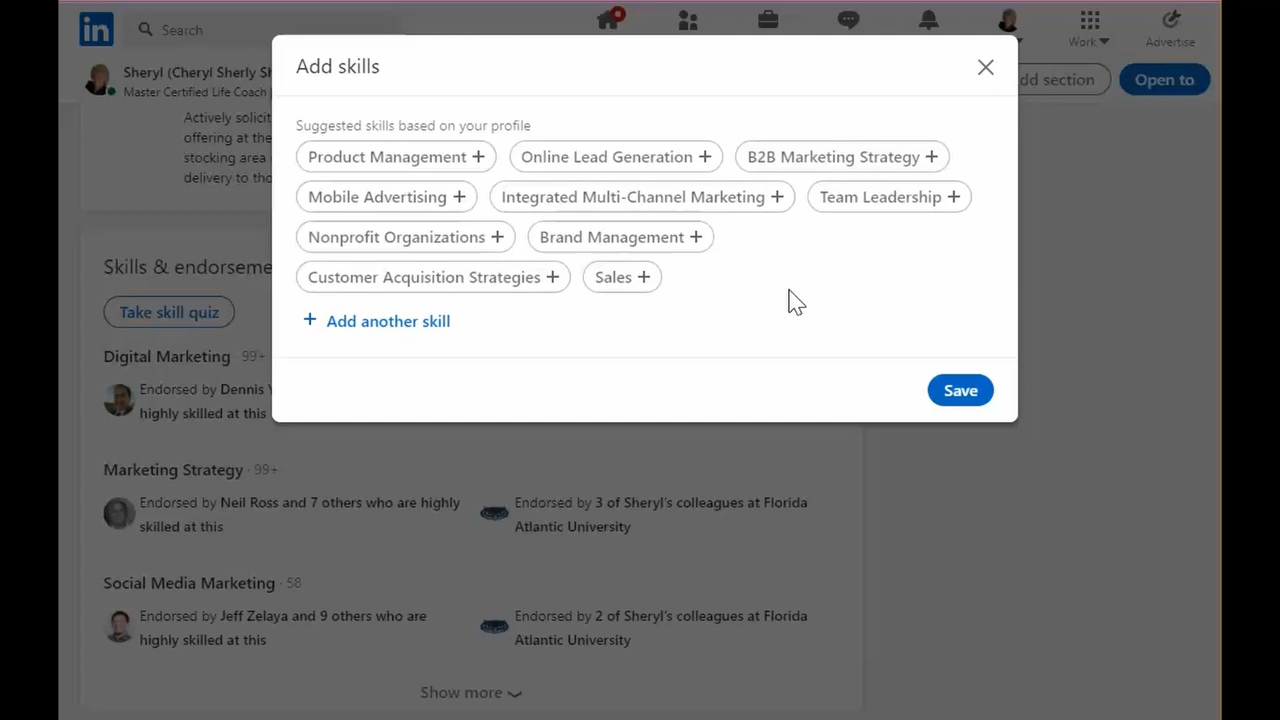 in
Search
Work
Advertise
Sheryl (Cheryl Sherly Sh
Master Certified Life Coach |
dd section
Open to
Add skills
Actively solicit
offering at the
stocking area
delivery to tho
Suggested skills based on your profile
Product Management +
Online Lead Generation +
B2B Marketing Strategy +
Mobile Advertising +
Integrated Multi-Channel Marketing +
Team Leadership +
Nonprofit Organizations +
Brand Management +
Customer Acquisition Strategies +
Sales +
+ Add another skill
Save
Skills & endorseme
Take skill quiz
Digital Marketing 99+
Endorsed by Dennis
highly skilled at this
Marketing Strategy · 99+
Endorsed by Neil Ross and 7 others who are highly
skilled at this
Endorsed by 3 of Sheryl's colleagues at Florida
Atlantic University
Social Media Marketing · 58
Endorsed by Jeff Zelaya and 9 others who are
highly skilled at this
Endorsed by 2 of Sheryl's colleagues at Florida
Atlantic University
Show more